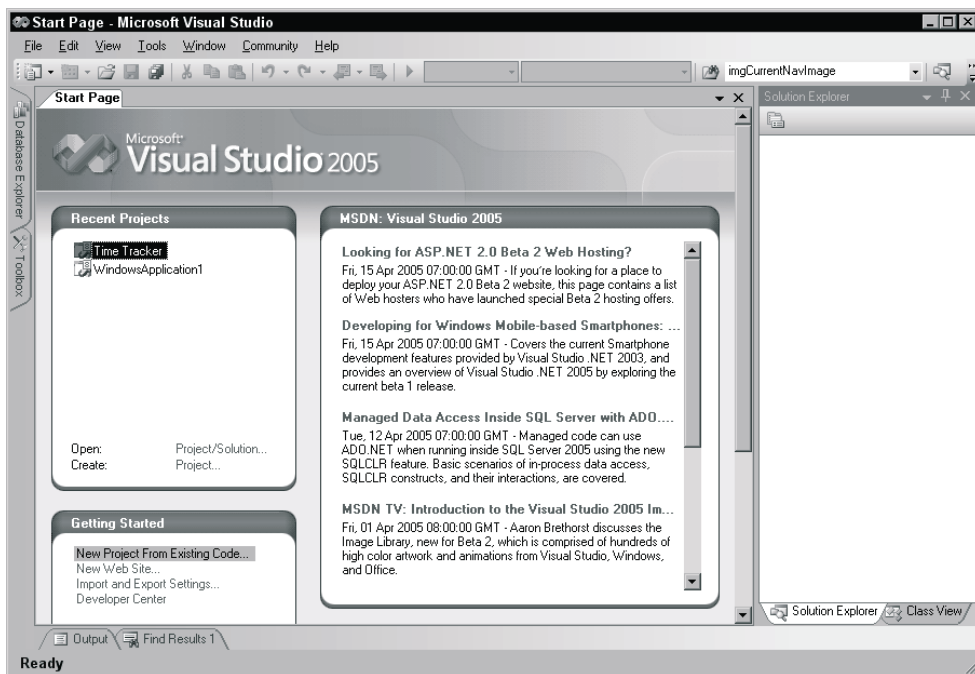 Start Page - Microsoft Visual Studio
File Edit View Tools Window Community Help
imgCurrentNavImage
Database Explorer
Toolbox
Start Page
Microsoft
Visual Studio 2005
Recent Projects
Time Tracker
WindowsApplication1
Open: Project/Solution...
Create: Project...
Getting Started
New Project From Existing Code...
New Web Site...
Import and Export Settings...
Developer Center
MSDN: Visual Studio 2005
Looking for ASP.NET 2.0 Beta 2 Web Hosting?
Fri, 15 Apr 2005 07:00:00 GMT - If you're looking for a place to
deploy your ASP.NET 2.0 Beta 2 website, this page contains a list
of Web hosters who have launched special Beta 2 hosting offers.
Developing for Windows Mobile-based Smartphones: ...
Fri, 15 Apr 2005 07:00:00 GMT - Covers the current Smartphone
development features provided by Visual Studio .NET 2003, and
provides an overview of Visual Studio .NET 2005 by exploring the
current beta 1 release.
Managed Data Access Inside SQL Server with ADO....
Tue, 12 Apr 2005 07:00:00 GMT - Managed code can use
ADO.NET when running inside SQL Server 2005 using the new
SQLCLR feature. Basic scenarios of in-process data access,
SQLCLR constructs, and their interactions, are covered.
MSDN TV: Introduction to the Visual Studio 2005 Im...
Fri, 01 Apr 2005 08:00:00 GMT - Aaron Brethorst discusses the
Image Library, new for Beta 2, which is comprised of hundreds of
high color artwork and animations from Visual Studio, Windows,
and Office.
Solution Explorer
Solution Explorer Class View
Output Find Results 1
Ready